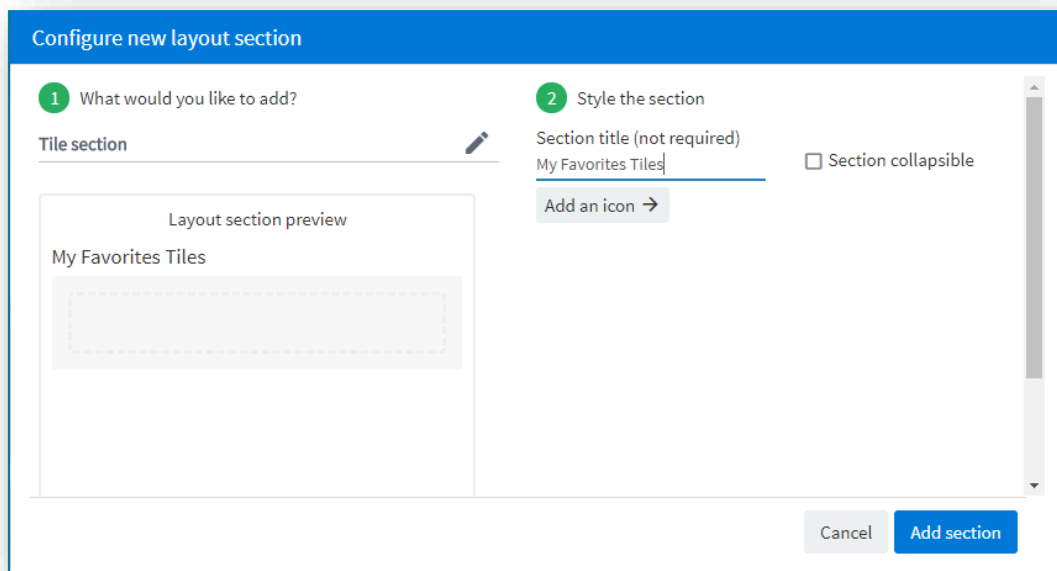 Configure new layout section
1 What would you like to add?
Tile section
Layout section preview
My Favorites Tiles
2 Style the section
Section title (not required)
My Favorites Tiles
Section collapsible
Add an icon →
Cancel
Add section